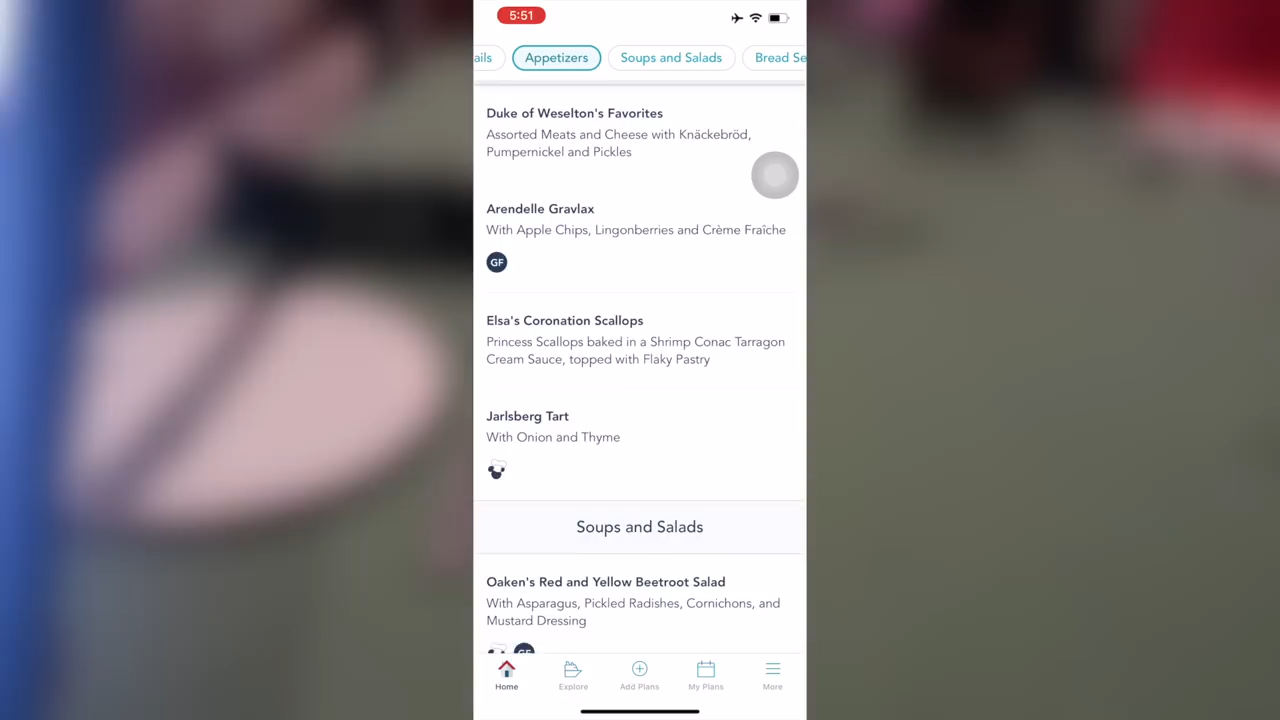 5:51
ails
Appetizers
Soups and Salads
Bread Se
Duke of Weselton's Favorites
Assorted Meats and Cheese with Knäckebröd,
Pumpernickel and Pickles
Arendelle Gravlax
With Apple Chips, Lingonberries and Crème Fraîche
GF
Elsa's Coronation Scallops
Princess Scallops baked in a Shrimp Conac Tarragon
Cream Sauce, topped with Flaky Pastry
Jarlsberg Tart
With Onion and Thyme
Soups and Salads
Oaken's Red and Yellow Beetroot Salad
With Asparagus, Pickled Radishes, Cornichons, and
Mustard Dressing
GF
Home
Explore
Add Plans
My Plans
More